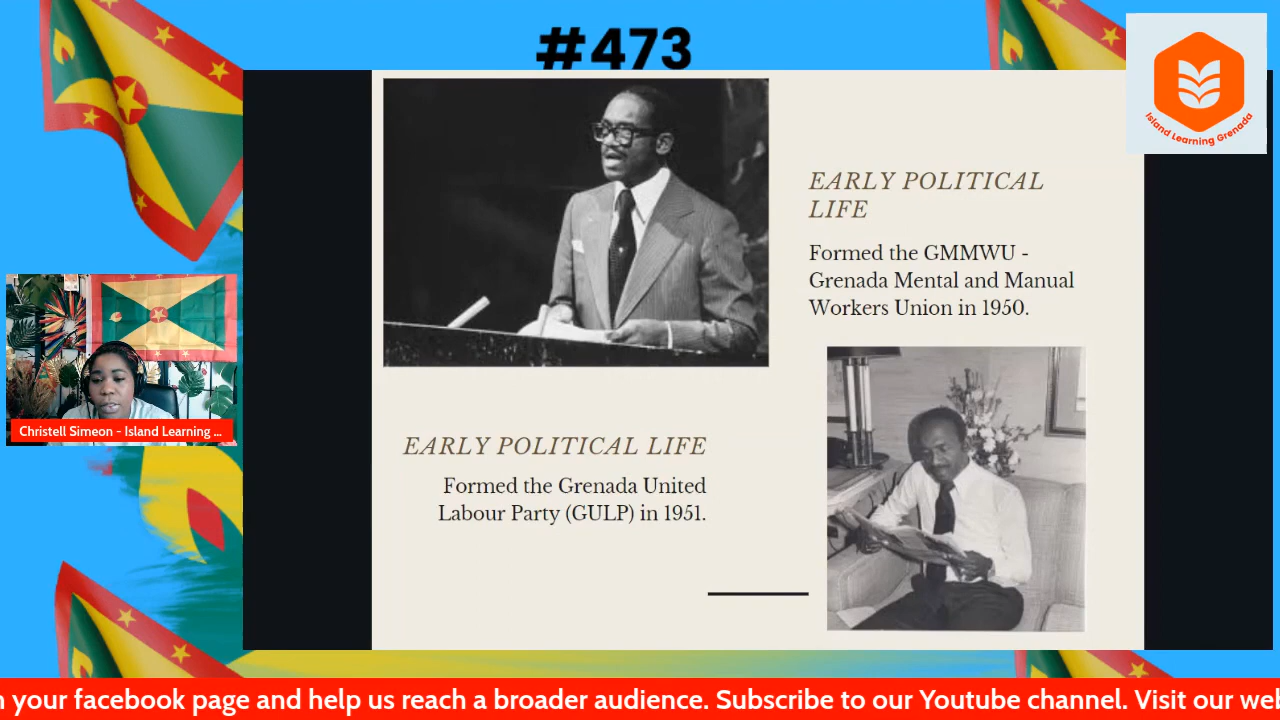 #473
Island Learning Grenada
EARLY POLITICAL
LIFE
Formed the GMMWU -
Grenada Mental and Manual
Workers Union in 1950.
EARLY POLITICAL LIFE
Formed the Grenada United
Labour Party (GULP) in 1951.
Christell Simeon - Island Learning ...
your facebook page and help us reach a broader audience. Subscribe to our Youtube channel. Visit our